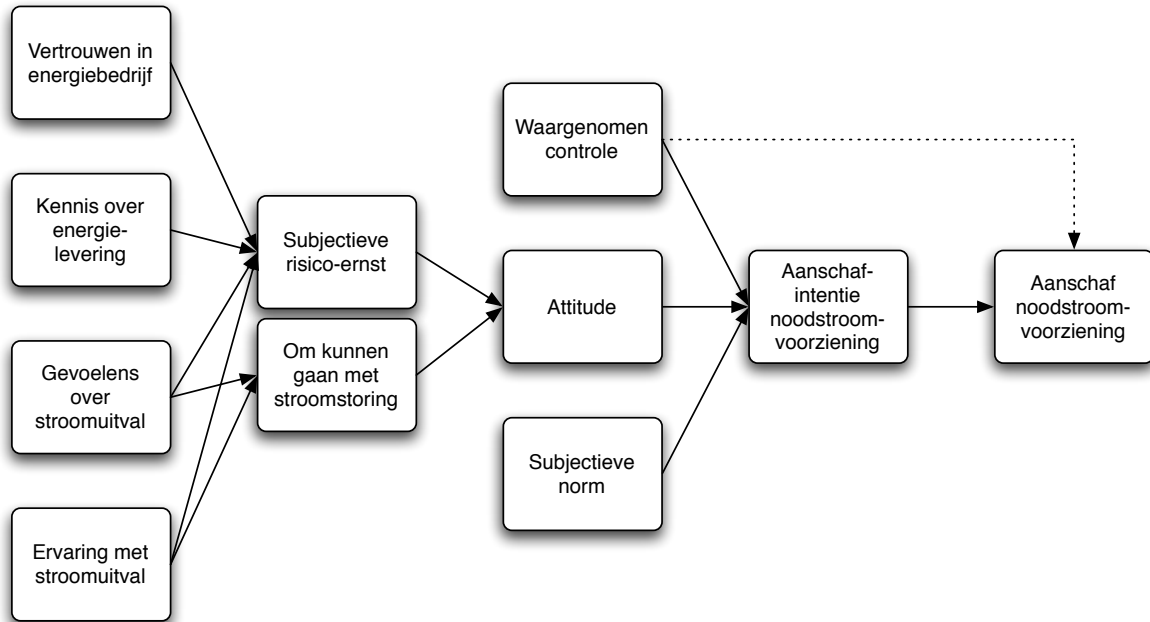 Vertrouwen in
energiebedrijf
Kennis over
energie-
levering
Gevoelens
over
stroomuitval
Ervaring met
stroomuitval
Subjectieve
risico-ernst
Om kunnen
gaan met
stroomstoring
Waargenomen
controle
Attitude
Subjectieve
norm
Aanschaf-
intentie
noodstroom-
voorziening
Aanschaf
noodstroom-
voorziening